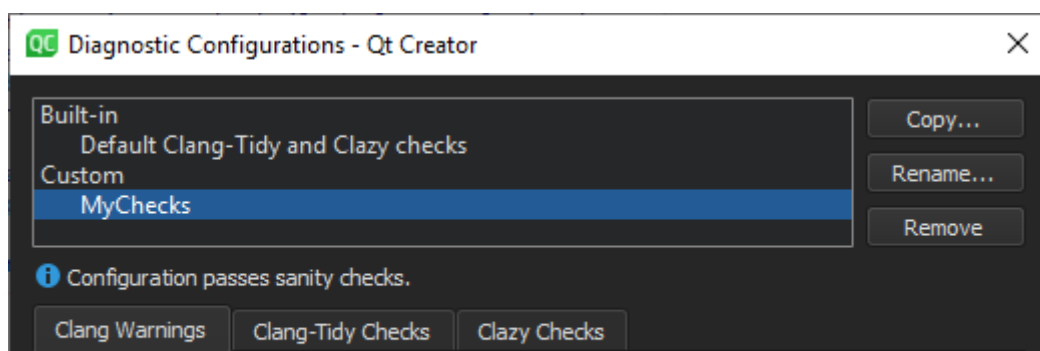 QC Diagnostic Configurations - Qt Creator
Built-in
Default Clang-Tidy and Clazy checks
Custom
MyChecks
Copy...
Rename...
Remove
Configuration passes sanity checks.
Clang Warnings Clang-Tidy Checks Clazy Checks